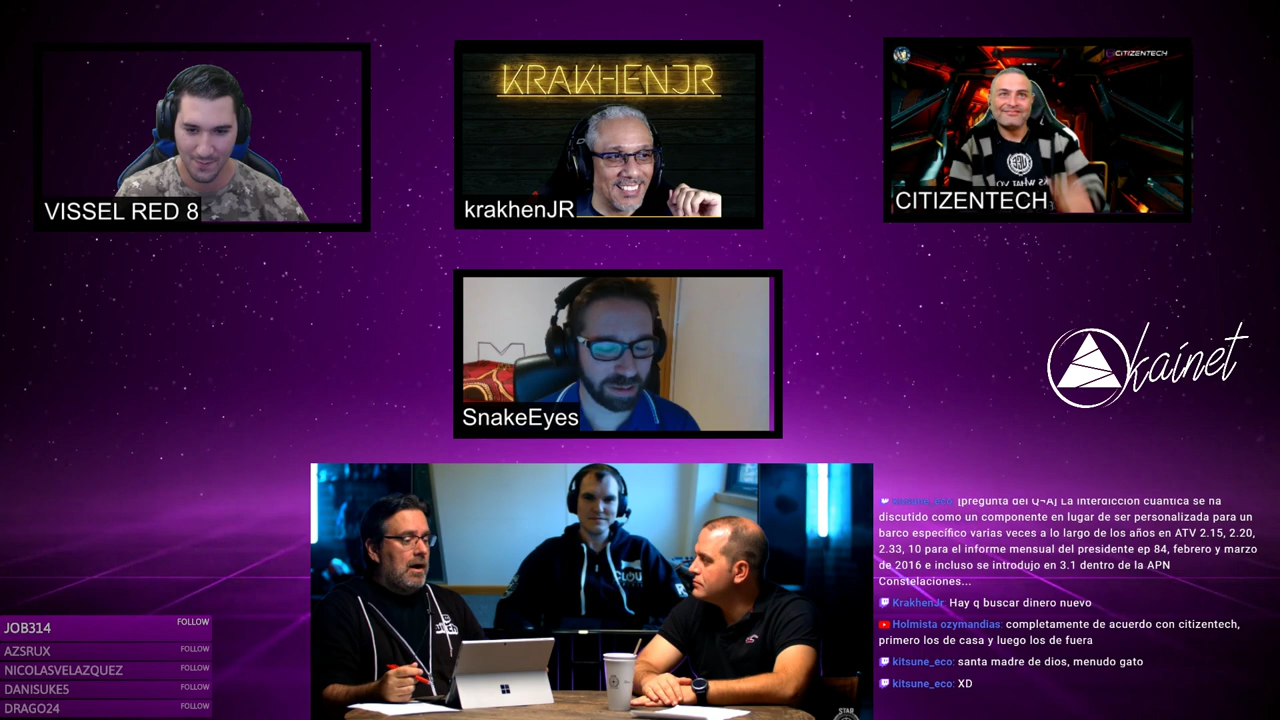 CITIZENTECH
KRAKHENJR
VISSEL RED 8
krakhenJR
CITIZENTECH
SnakeEyes
kainet
kitsune_eco: [pregunta del Q-A] La interdicción cuántica se ha
discutido como un componente en lugar de ser personalizada para un
barco específico varias veces a lo largo de los años en ATV 2.15, 2.20,
2.33, 10 para el informe mensual del presidente ep 84, febrero y marzo
de 2016 e incluso se introdujo en 3.1 dentro de la APN
Constelaciones...
KrakhenJr: Hay q buscar dinero nuevo
Holmista ozymandias: completamente de acuerdo con citizentech,
primero los de casa y luego los de fuera
kitsune_eco: santa madre de dios, menudo gato
kitsune_eco: XD
JOB314 FOLLOW
AZSRUX FOLLOW
NICOLASVELAZQUEZ FOLLOW
DANISUKE5 FOLLOW
DRAGO24 FOLLOW
CLOUD
STAR